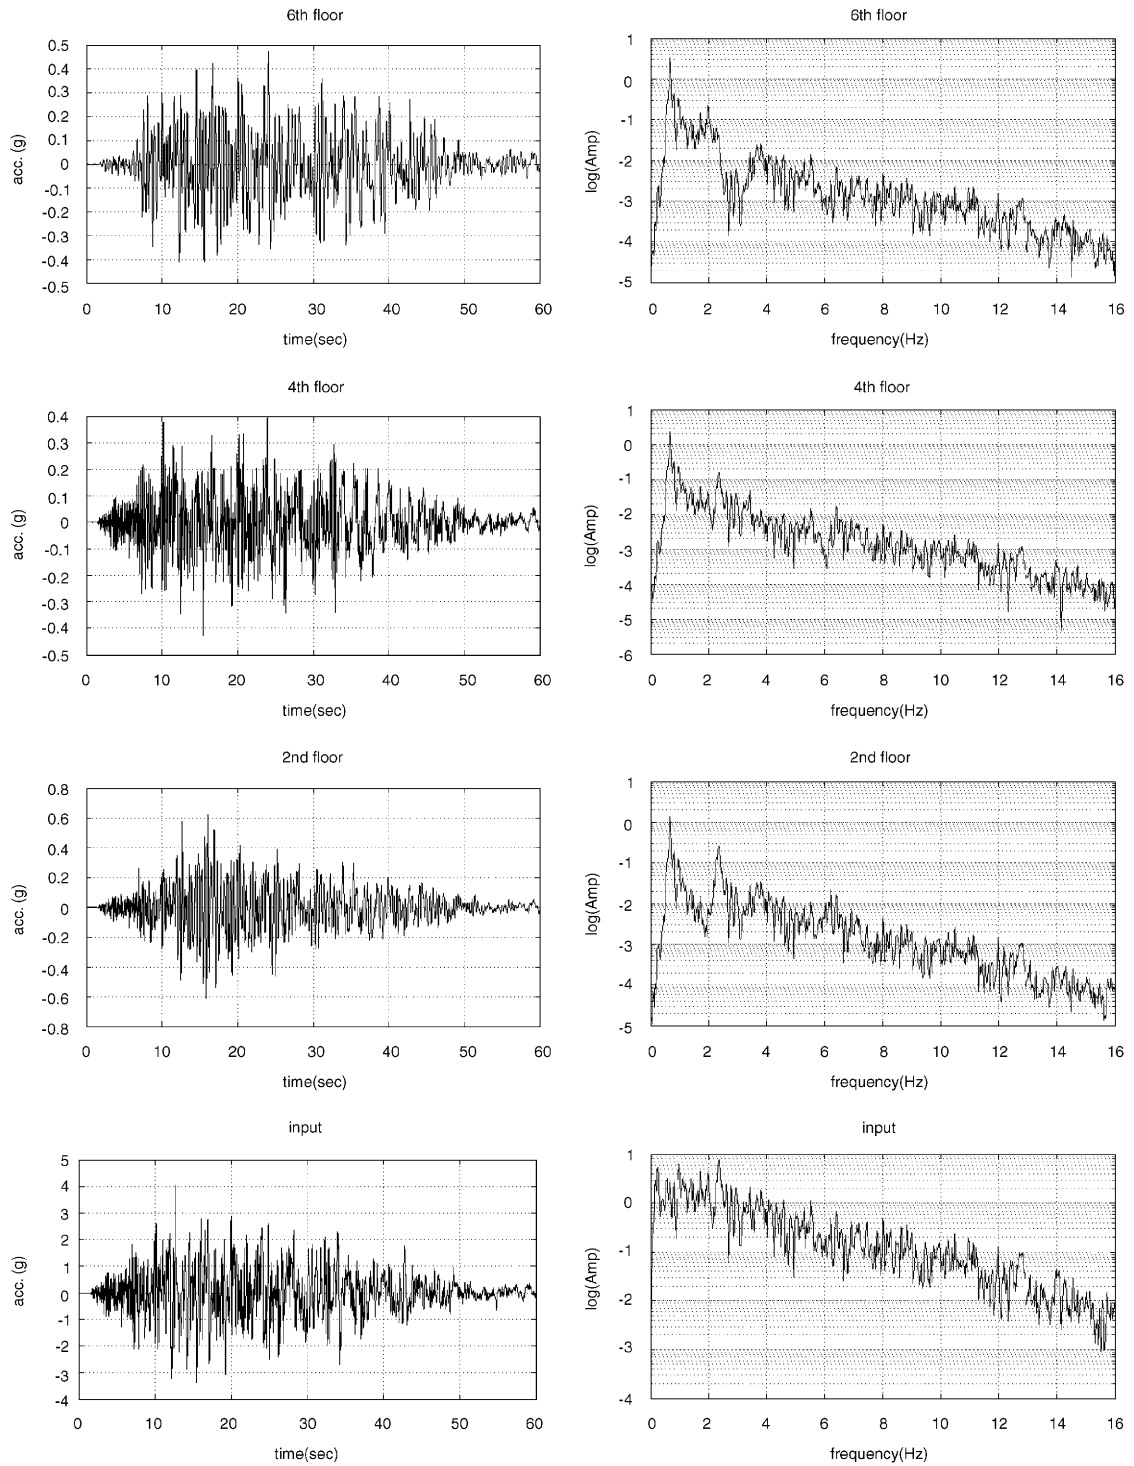 6th floor
0.5
0.4
0.3
0.2
0.1
0
-0.1
-0.2
-0.3
-0.4
-0.5
acc. (g)
0 10 20 30 40 50 60
time(sec)
6th floor
1
0
-1
-2
-3
-4
-5
log(Amp)
0 2 4 6 8 10 12 14 16
frequency(Hz)
4th floor
0.4
0.3
0.2
0.1
0
-0.1
-0.2
-0.3
-0.4
-0.5
acc. (g)
0 10 20 30 40 50 60
time(sec)
4th floor
1
0
-1
-2
-3
-4
-5
-6
log(Amp)
0 2 4 6 8 10 12 14 16
frequency(Hz)
2nd floor
0.8
0.6
0.4
0.2
0
-0.2
-0.4
-0.6
-0.8
acc. (g)
0 10 20 30 40 50 60
time(sec)
2nd floor
1
0
-1
-2
-3
-4
-5
log(Amp)
0 2 4 6 8 10 12 14 16
frequency(Hz)
input
5
4
3
2
1
0
-1
-2
-3
-4
acc. (g)
0 10 20 30 40 50 60
time(sec)
input
1
0
-1
-2
-3
-4
log(Amp)
0 2 4 6 8 10 12 14 16
frequency(Hz)